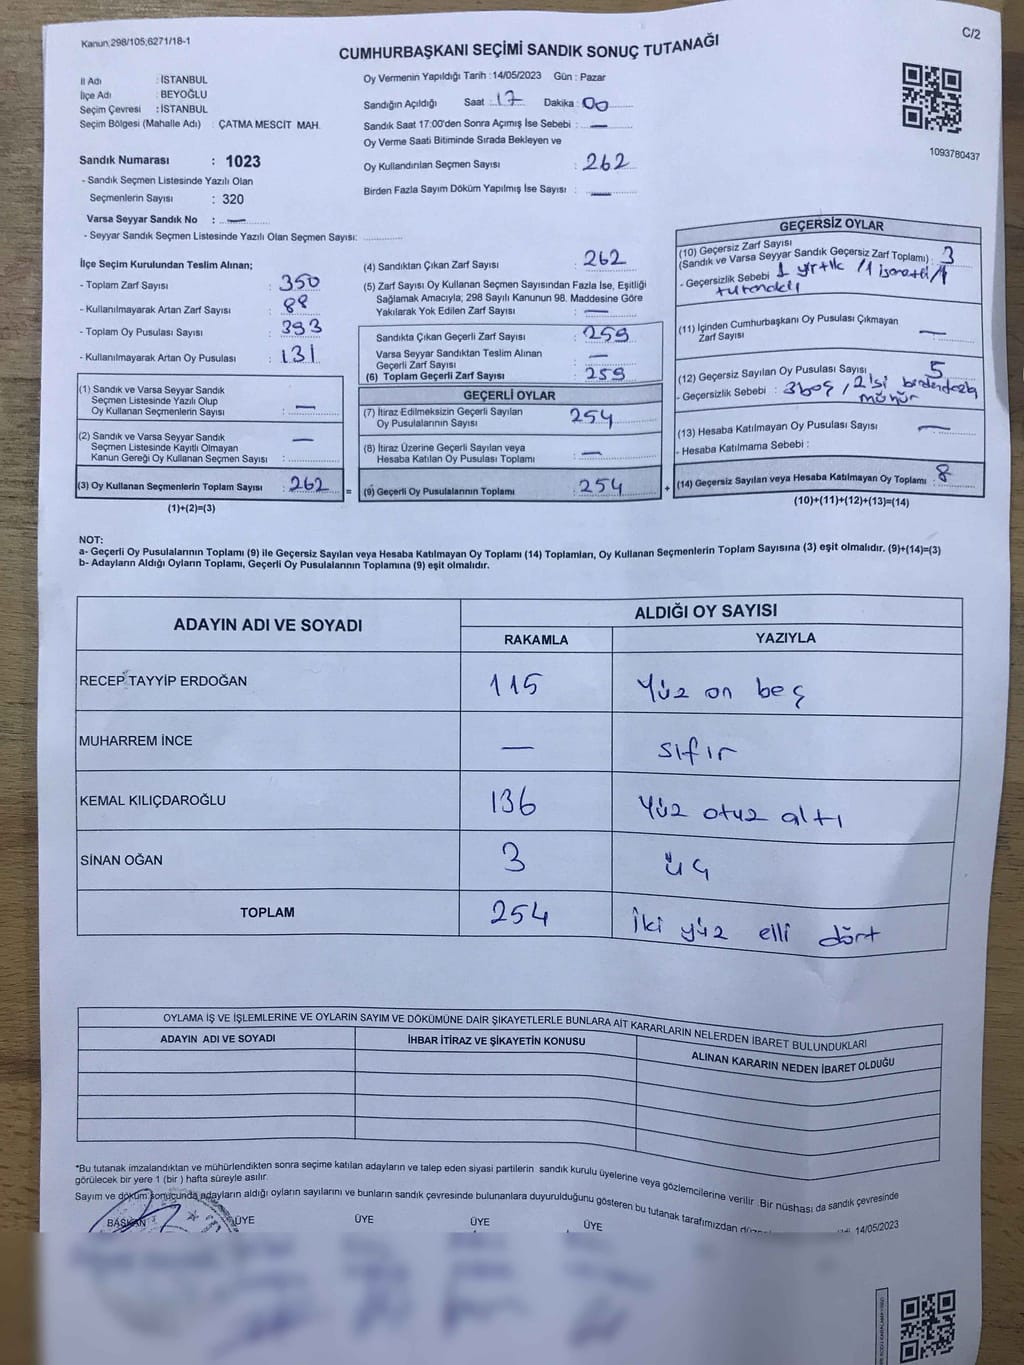 Kanun;298/105;6271/18-1
C/2
CUMHURBAŞKANI SEÇİMİ SANDIK SONUÇ TUTANAĞI
İl Adı : İSTANBUL
İlçe Adı : BEYOĞLU
Seçim Çevresi : İSTANBUL
Seçim Bölgesi (Mahalle Adı) : ÇATMA MESCİT MAH.
Sandık Numarası : 1023
- Sandık Seçmen Listesinde Yazılı Olan
Seçmenlerin Sayısı : 320
Varsa Seyyar Sandık No : —
- Seyyar Sandık Seçmen Listesinde Yazılı Olan Seçmen Sayısı:
Oy Vermenin Yapıldığı Tarih : 14/05/2023 Gün : Pazar
Sandığın Açıldığı Saat : 17 Dakika : 00
Sandık Saat 17:00'den Sonra Açımış İse Sebebi : —
Oy Verme Saati Bitiminde Sırada Bekleyen ve
Oy Kullandırılan Seçmen Sayısı : 262
Birden Fazla Sayım Döküm Yapılmış İse Sayısı : —
1093780437
İlçe Seçim Kurulundan Teslim Alınan;
- Toplam Zarf Sayısı : 350
- Kullanılmayarak Artan Zarf Sayısı : 88
- Toplam Oy Pusulası Sayısı : 393
- Kullanılmayarak Artan Oy Pusulası : 131
(1) Sandık ve Varsa Seyyar Sandık
Seçmen Listesinde Yazılı Olup
Oy Kullanan Seçmenlerin Sayısı : —
(2) Sandık ve Varsa Seyyar Sandık
Seçmen Listesinde Kayıtlı Olmayan
Kanun Gereği Oy Kullanan Seçmen Sayısı : —
(3) Oy Kullanan Seçmenlerin Toplam Sayısı : 262
(1)+(2)=(3)
(4) Sandıktan Çıkan Zarf Sayısı : 262
(5) Zarf Sayısı Oy Kullanan Seçmen Sayısından Fazla İse, Eşitliği
Sağlamak Amacıyla; 298 Sayılı Kanunun 98. Maddesine Göre
Yakılarak Yok Edilen Zarf Sayısı : —
Sandıkta Çıkan Geçerli Zarf Sayısı : 259
Varsa Seyyar Sandıktan Teslim Alınan
Geçerli Zarf Sayısı : —
(6) Toplam Geçerli Zarf Sayısı : 259
GEÇERLİ OYLAR
(7) İtiraz Edilmeksizin Geçerli Sayılan
Oy Pusulalarının Sayısı : 254
(8) İtiraz Üzerine Geçerli Sayılan veya
Hesaba Katılan Oy Pusulası Toplamı : —
= (9) Geçerli Oy Pusulalarının Toplamı : 254 +
GEÇERSİZ OYLAR
(10) Geçersiz Zarf Sayısı
(Sandık ve Varsa Seyyar Sandık Geçersiz Zarf Toplamı) : 3
- Geçersizlik Sebebi : 1 yırtık /1 işaretli/1
tutanaklı
(11) İçinden Cumhurbaşkanı Oy Pusulası Çıkmayan
Zarf Sayısı : —
(12) Geçersiz Sayılan Oy Pusulası Sayısı : 5
- Geçersizlik Sebebi : 3 boş, 2'si birden fazla
mühür
(13) Hesaba Katılmayan Oy Pusulası Sayısı : —
- Hesaba Katılmama Sebebi :
(14) Geçersiz Sayılan veya Hesaba Katılmayan Oy Toplamı : 8
(10)+(11)+(12)+(13)=(14)
NOT:
a- Geçerli Oy Pusulalarının Toplamı (9) ile Geçersiz Sayılan veya Hesaba Katılmayan Oy Toplamı (14) Toplamları, Oy Kullanan Seçmenlerin Toplam Sayısına (3) eşit olmalıdır. (9)+(14)=(3)
b- Adayların Aldığı Oyların Toplamı, Geçerli Oy Pusulalarının Toplamına (9) eşit olmalıdır.
ADAYIN ADI VE SOYADI
ALDIĞI OY SAYISI
RAKAMLA YAZIYLA
RECEP TAYYİP ERDOĞAN 115 Yüz on beş
MUHARREM İNCE — sıfır
KEMAL KILIÇDAROĞLU 136 Yüz otuz altı
SİNAN OĞAN 3 üç
TOPLAM 254 İki yüz elli dört
OYLAMA İŞ VE İŞLEMLERİNE VE OYLARIN SAYIM VE DÖKÜMÜNE DAİR ŞİKAYETLERLE BUNLARA AİT KARARLARIN NELERDEN İBARET BULUNDUKLARI
ADAYIN ADI VE SOYADI İHBAR İTİRAZ VE ŞİKAYETİN KONUSU ALINAN KARARIN NEDEN İBARET OLDUĞU
*Bu tutanak imzalandıktan ve mühürlendikten sonra seçime katılan adayların ve talep eden siyasi partilerin sandık kurulu üyelerine veya gözlemcilerine verilir .Bir nüshası da sandık çevresinde
görülecek bir yere 1 (bir ) hafta süreyle asılır.
Sayım ve döküm sonucunda adayların aldığı oyların sayılarını ve bunların sandık çevresinde bulunanlara duyurulduğunu gösteren bu tutanak tarafımızdan 14/05/2023
BAŞKAN ÜYE ÜYE ÜYE ÜYE